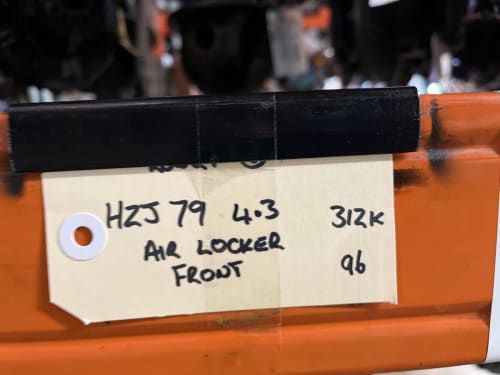 HZJ 79 4.3 312K
AIR LOCKER
FRONT 96